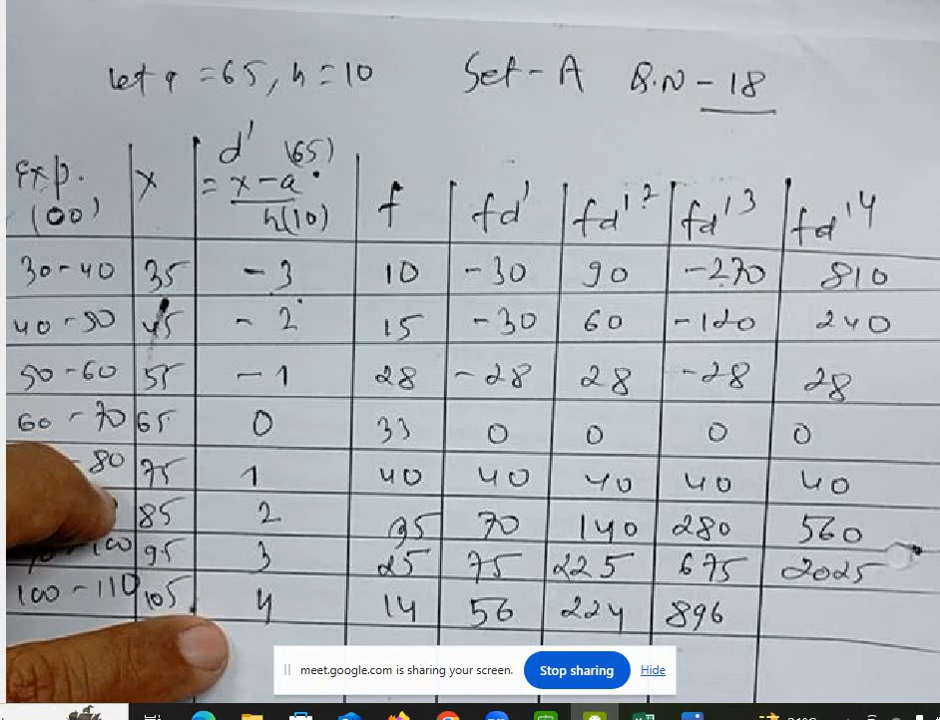 let a = 65, h = 10 Set - A Q.N - 18
Exp. (00) x d' = x - a (65) / h(10) f fd' fd'2 fd'3 fd'4
30 - 40 35 - 3 10 - 30 90 - 270 810
40 - 50 45 - 2 15 - 30 60 - 120 240
50 - 60 55 - 1 28 - 28 28 - 28 28
60 - 70 65 0 33 0 0 0 0
- 80 75 1 40 40 40 40 40
85 2 35 70 140 280 560
- 100 95 3 25 75 225 675 2025
100 - 110 105 4 14 56 224 896
meet.google.com is sharing your screen. Stop sharing Hide